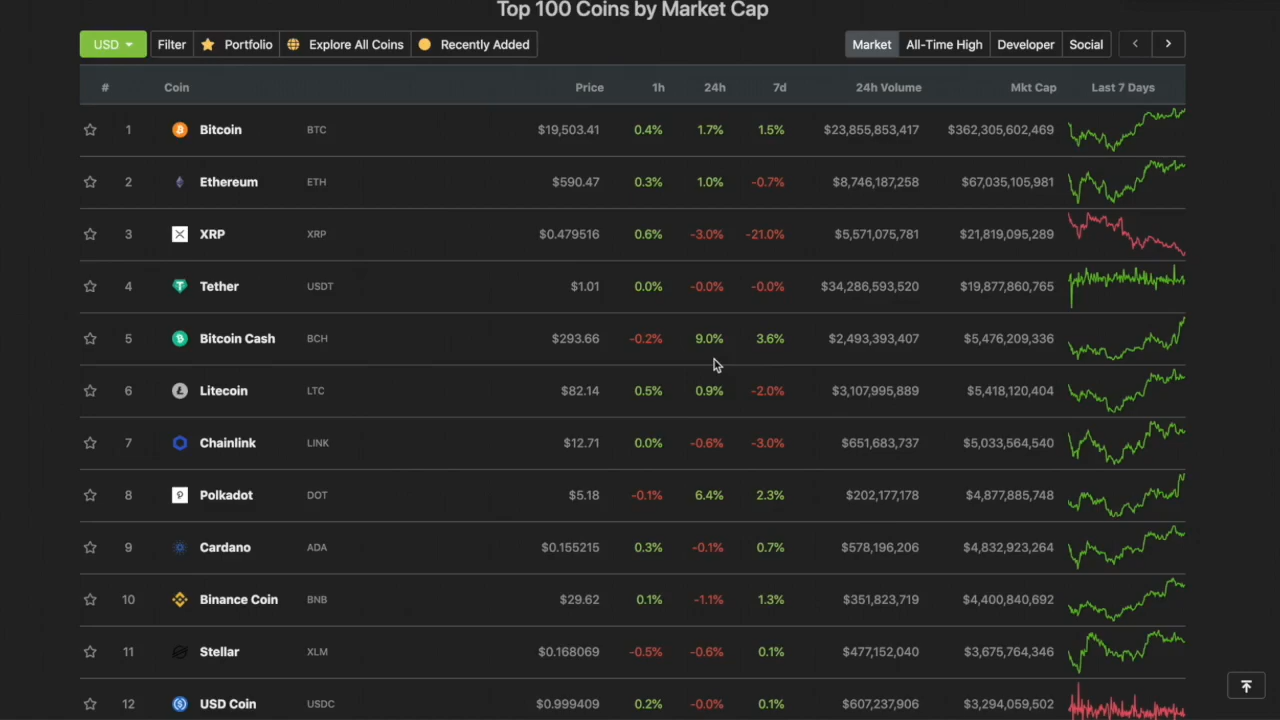 Top 100 Coins by Market Cap
USD Filter Portfolio Explore All Coins Recently Added Market All-Time High Developer Social
# Coin Price 1h 24h 7d 24h Volume Mkt Cap Last 7 Days
1 Bitcoin BTC $19,503.41 0.4% 1.7% 1.5% $23,855,853,417 $362,305,602,469
2 Ethereum ETH $590.47 0.3% 1.0% -0.7% $8,746,187,258 $67,035,105,981
3 XRP XRP $0.479516 0.6% -3.0% -21.0% $5,571,075,781 $21,819,095,289
4 Tether USDT $1.01 0.0% -0.0% -0.0% $34,286,593,520 $19,877,860,765
5 Bitcoin Cash BCH $293.66 -0.2% 9.0% 3.6% $2,493,393,407 $5,476,209,336
6 Litecoin LTC $82.14 0.5% 0.9% -2.0% $3,107,995,889 $5,418,120,404
7 Chainlink LINK $12.71 0.0% -0.6% -3.0% $651,683,737 $5,033,564,540
8 Polkadot DOT $5.18 -0.1% 6.4% 2.3% $202,177,178 $4,877,885,748
9 Cardano ADA $0.155215 0.3% -0.1% 0.7% $578,196,206 $4,832,923,264
10 Binance Coin BNB $29.62 0.1% -1.1% 1.3% $351,823,719 $4,400,840,692
11 Stellar XLM $0.168069 -0.5% -0.6% 0.1% $477,152,040 $3,675,764,346
12 USD Coin USDC $0.999409 0.2% -0.0% 0.1% $607,237,906 $3,294,059,502